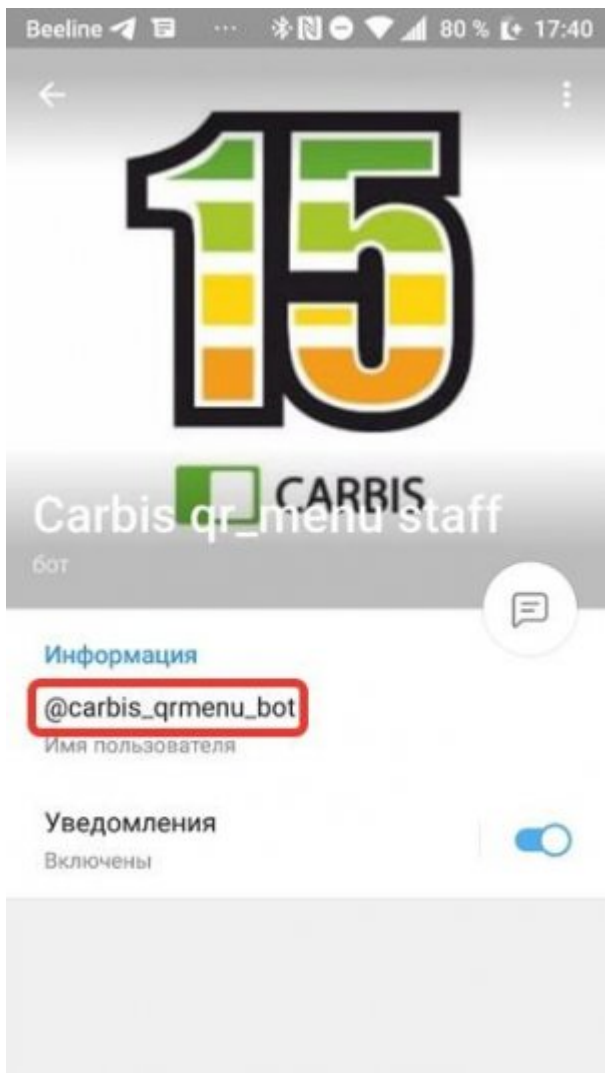 Beeline ... 80 % 17:40
15
CARBIS
Carbis qr_menu staff
бот
Информация
@carbis_qrmenu_bot
Имя пользователя
Уведомления
Включены